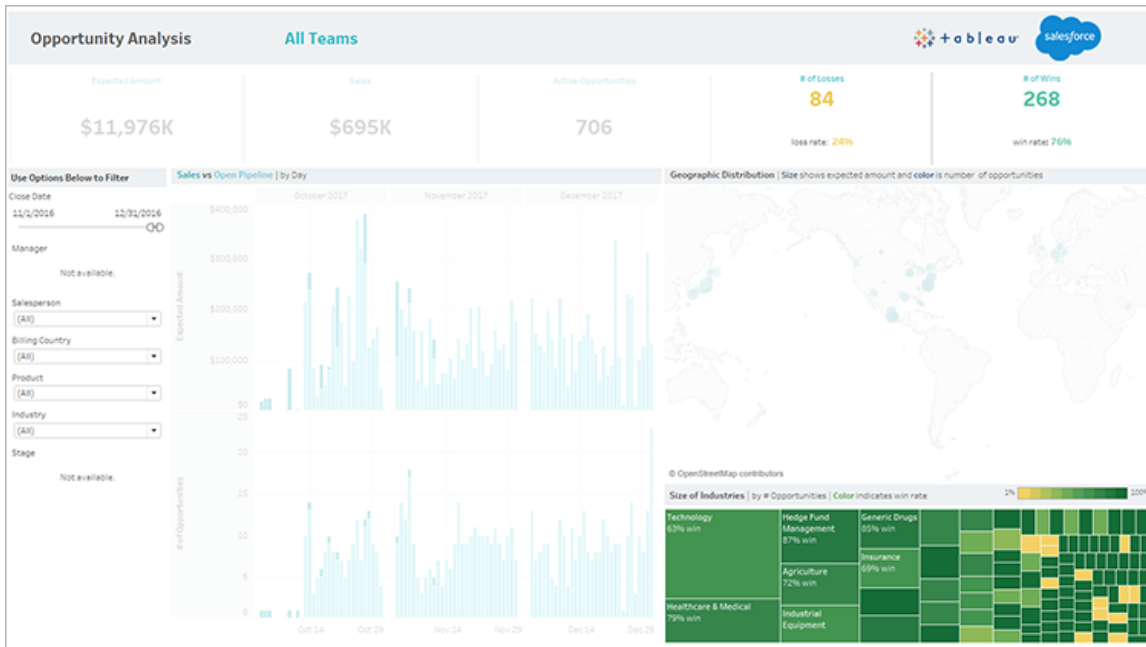 Opportunity Analysis
All Teams
+ a b l e a u
salesforce
Expected Amount
$11,976K
Sales
$695K
Active Opportunities
706
# of Losses
84
loss rate: 24%
# of Wins
268
win rate: 76%
Use Options Below to Filter
Close Date
11/1/2016 12/31/2016
Manager
Not available.
Salesperson
(All)
Billing Country
(All)
Product
(All)
Industry
(All)
Stage
Not available.
Sales vs Open Pipeline | by Day
October 2017 November 2017 December 2017
Expected Amount
$400,000
$300,000
$200,000
$100,000
$0
# of Opportunities
25
20
15
10
5
0
Oct 14 Oct 29 Nov 14 Nov 29 Dec 14 Dec 29
Geographic Distribution | Size shows expected amount and color is number of opportunities
© OpenStreetMap contributors
Size of Industries | by # Opportunities | Color indicates win rate
1% 100%
Technology
63% win
Healthcare & Medical
79% win
Hedge Fund
Management
87% win
Agriculture
72% win
Industrial
Equipment
Generic Drugs
85% win
Insurance
69% win